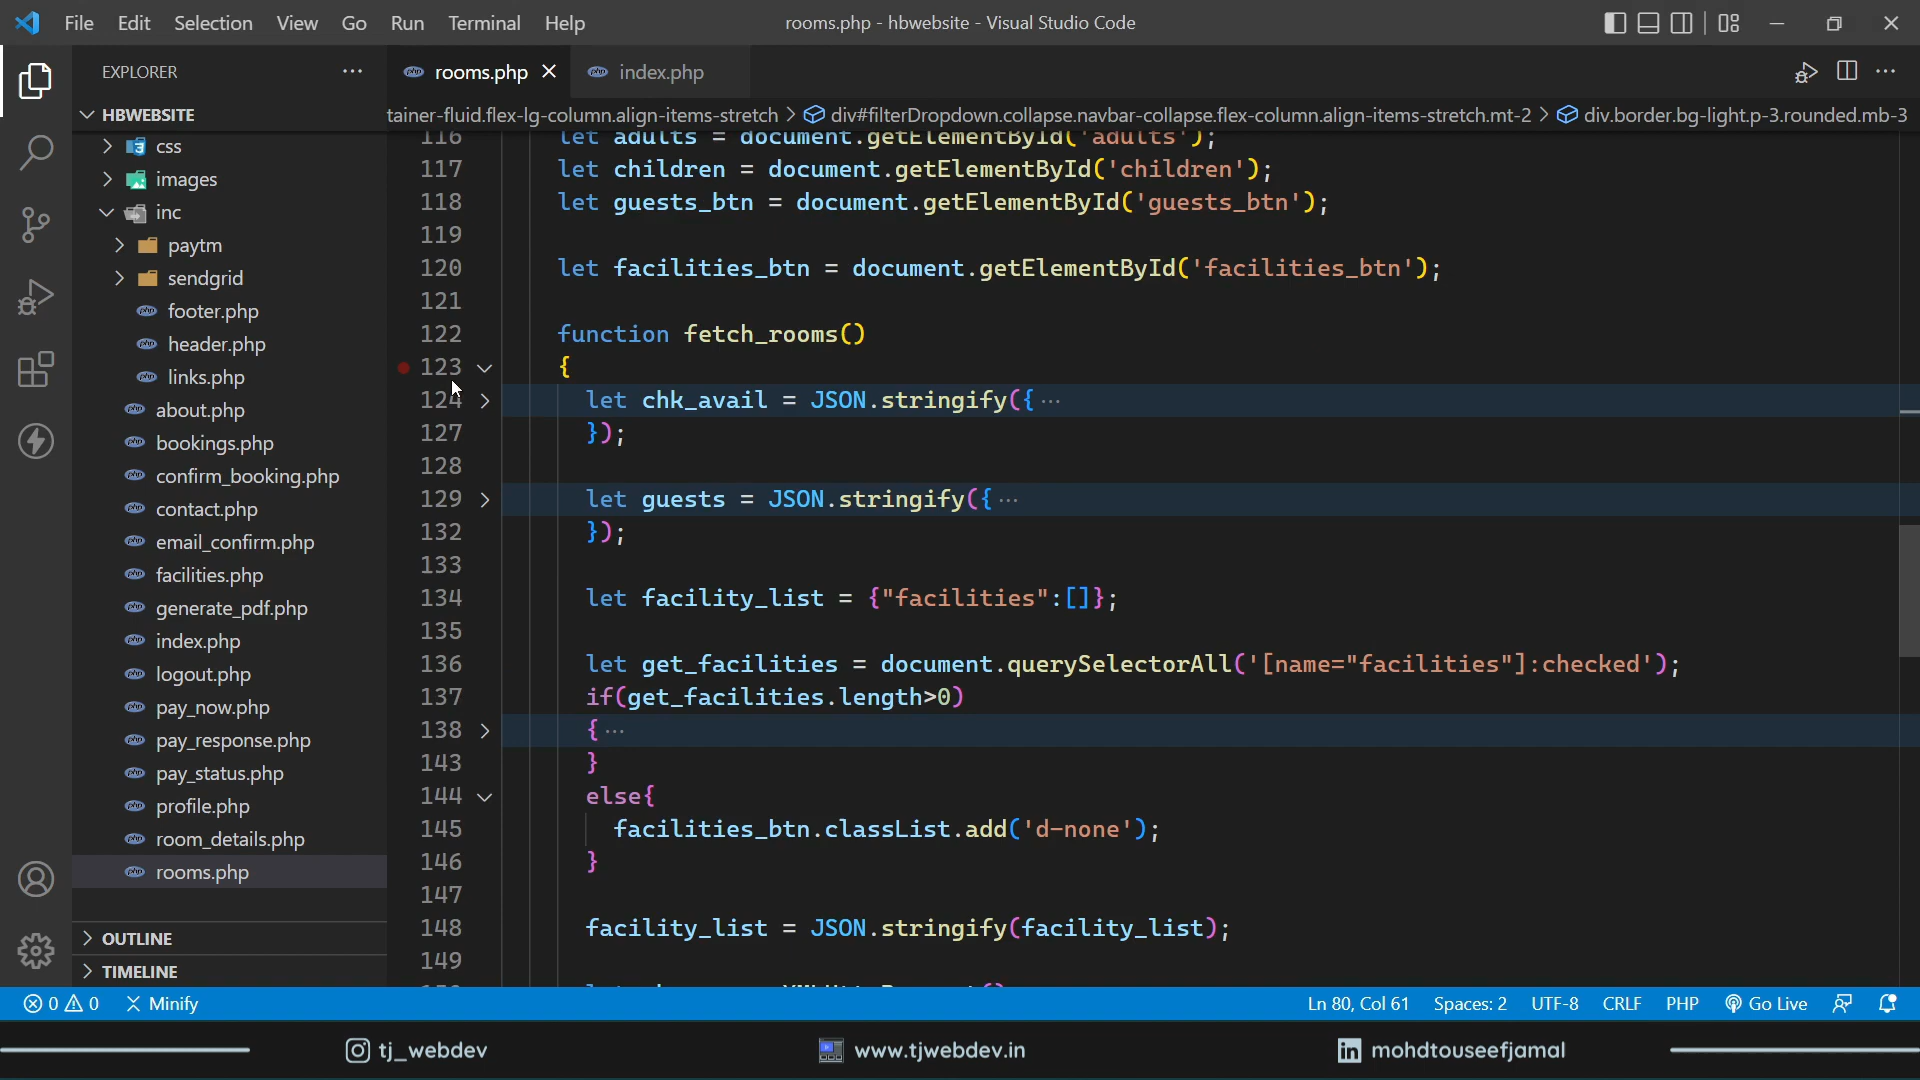 File Edit Selection View Go Run Terminal Help
rooms.php - hbwebsite - Visual Studio Code
EXPLORER
HBWEBSITE
css
images
inc
paytm
sendgrid
footer.php
header.php
links.php
about.php
bookings.php
confirm_booking.php
contact.php
email_confirm.php
facilities.php
generate_pdf.php
index.php
logout.php
pay_now.php
pay_response.php
pay_status.php
profile.php
room_details.php
rooms.php
OUTLINE
TIMELINE
rooms.php index.php
tainer-fluid.flex-lg-column.align-items-stretch > div#filterDropdown.collapse.navbar-collapse.flex-column.align-items-stretch.mt-2 > div.border.bg-light.p-3.rounded.mb-3
116 let adults = document.getElementById('adults');
117 let children = document.getElementById('children');
118 let guests_btn = document.getElementById('guests_btn');
119
120 let facilities_btn = document.getElementById('facilities_btn');
121
122 function fetch_rooms()
123 {
124 let chk_avail = JSON.stringify({ ···
127 });
128
129 let guests = JSON.stringify({ ···
132 });
133
134 let facility_list = {"facilities":[]};
135
136 let get_facilities = document.querySelectorAll('[name="facilities"]:checked');
137 if(get_facilities.length>0)
138 { ···
143 }
144 else{
145 facilities_btn.classList.add('d-none');
146 }
147
148 facility_list = JSON.stringify(facility_list);
149
0 0 Minify
Ln 80, Col 61 Spaces: 2 UTF-8 CRLF PHP Go Live
tj_webdev
www.tjwebdev.in
mohdtouseefjamal